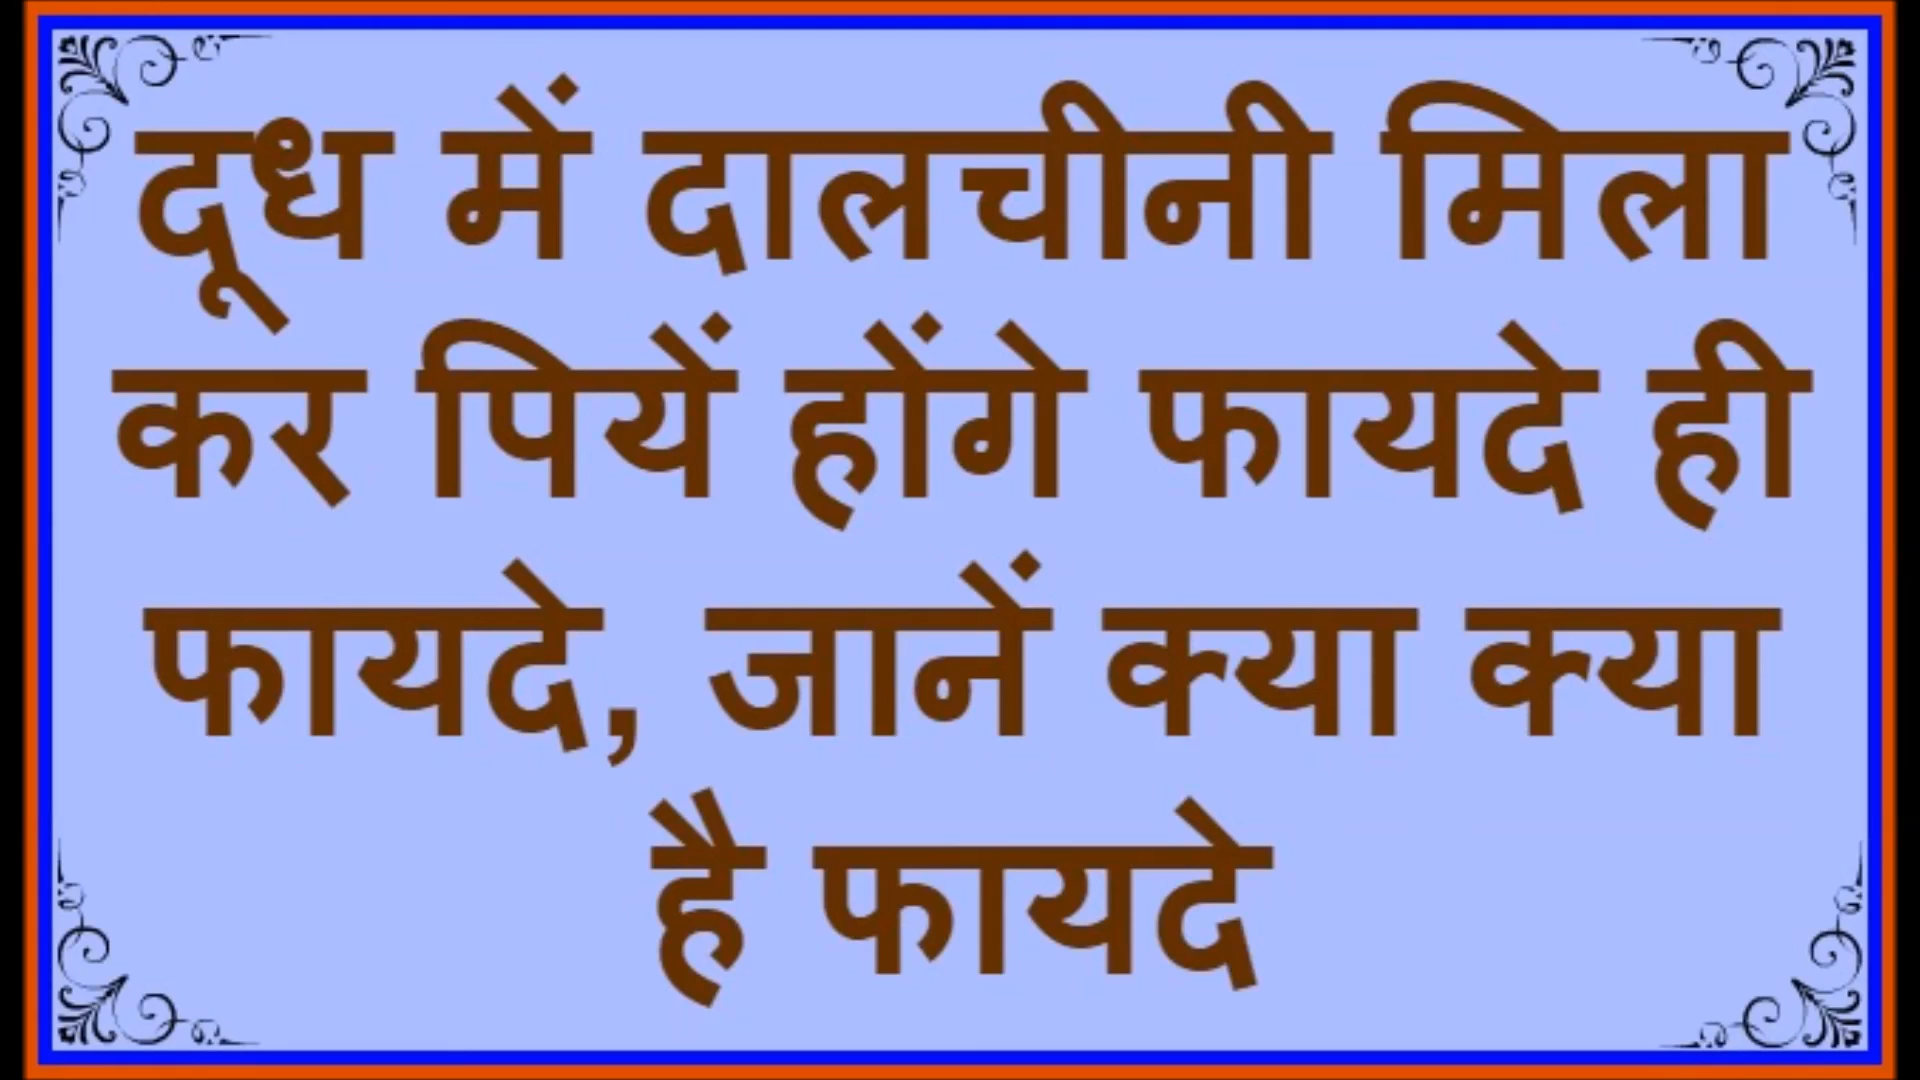 दूध में दालचीनी मिला
कर पियें होंगे फायदे ही
फायदे, जानें क्या क्या
है फायदे